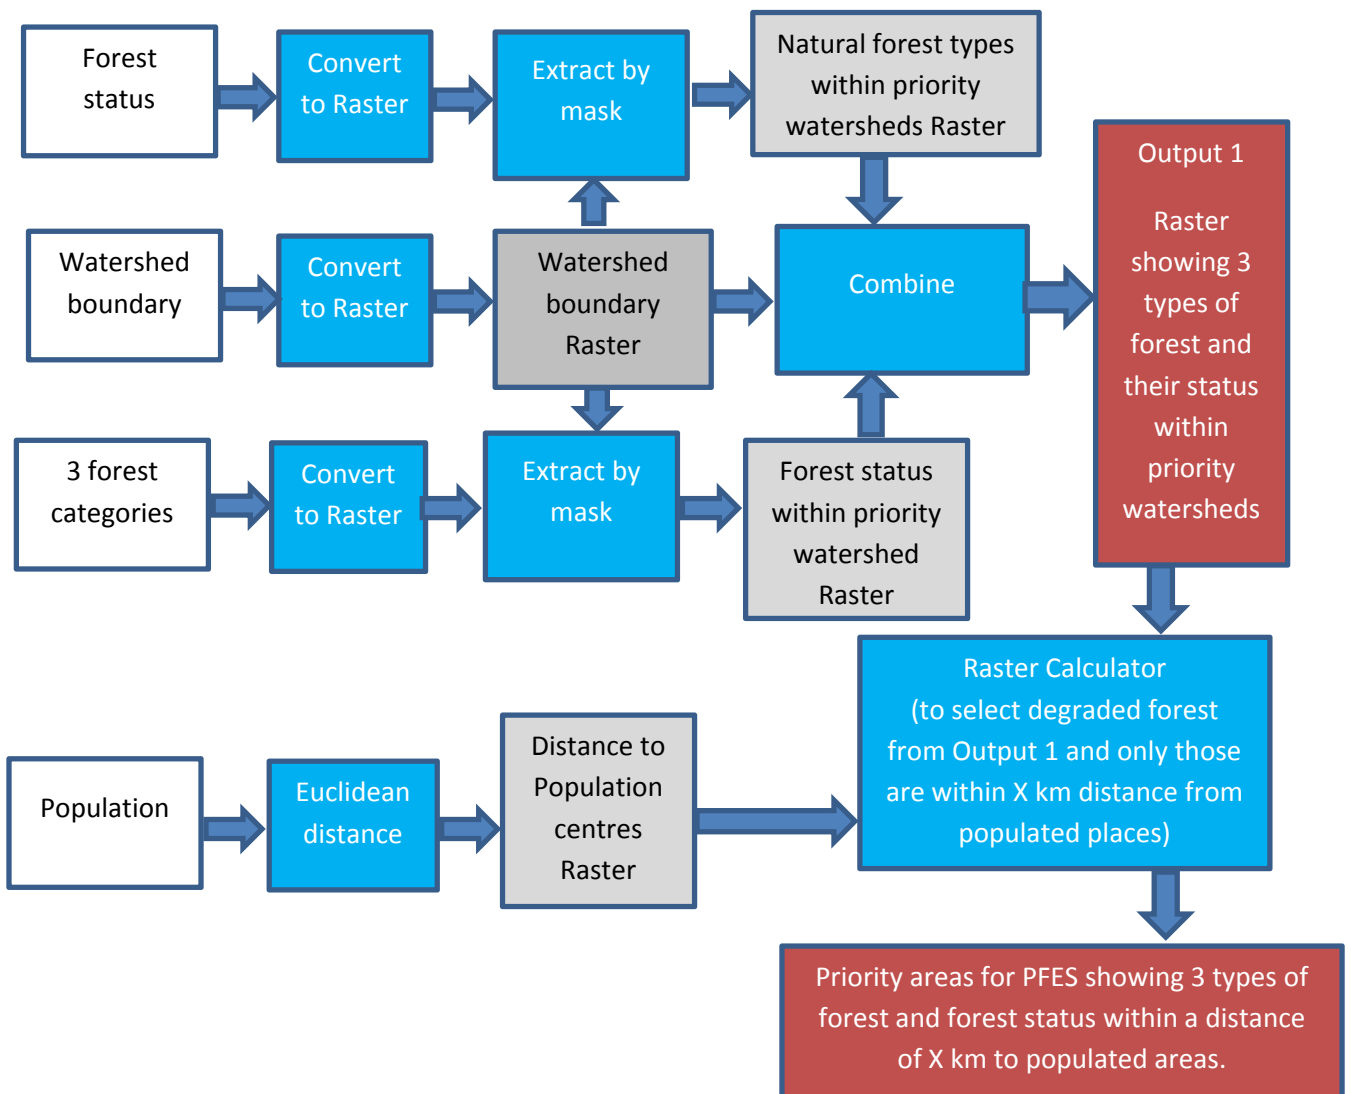 Forest
status
Convert
to Raster
Extract by
mask
Natural forest types
within priority
watersheds Raster
Watershed
boundary
Convert
to Raster
Watershed
boundary
Raster
Combine
Output 1
Raster
showing 3
types of
forest and
their status
within
priority
watersheds
3 forest
categories
Convert
to Raster
Extract by
mask
Forest status
within priority
watershed
Raster
Population
Euclidean
distance
Distance to
Population
centres
Raster
Raster Calculator
(to select degraded forest
from Output 1 and only those
are within X km distance from
populated places)
Priority areas for PFES showing 3 types of
forest and forest status within a distance
of X km to populated areas.